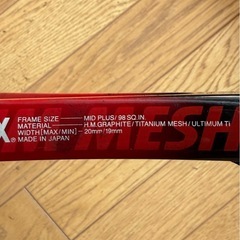 X
FRAME SIZE MID PLUS/98 SQ.IN.
MATERIAL H.M.GRAPHITE/TITANIUM MESH/ULTIMUM Ti
WIDTH [MAX/MIN] - 20mm/19mm
MADE IN JAPAN
MESH